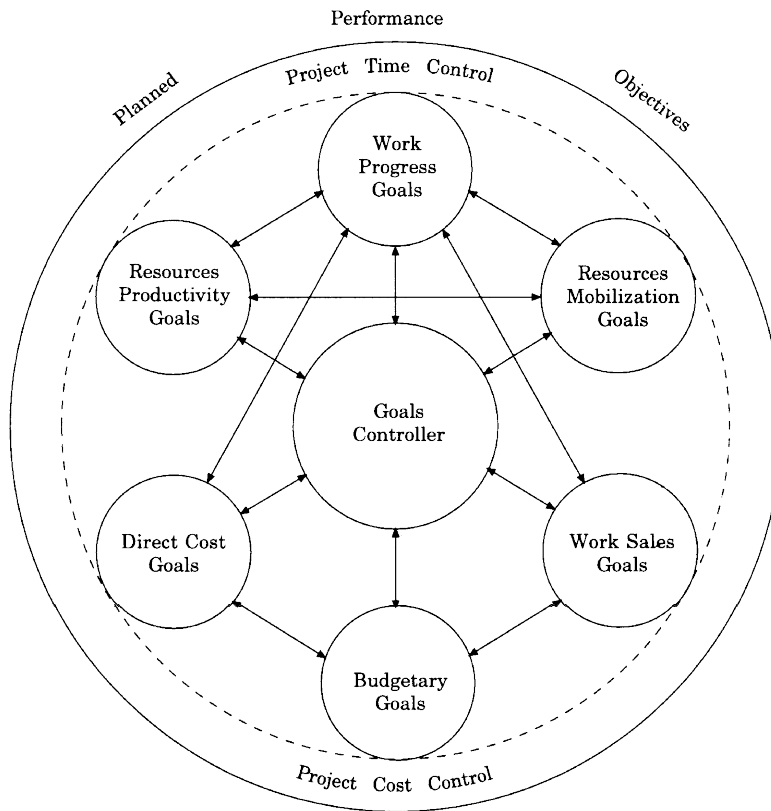 Performance
Planned
Objectives
Project Time Control
Work
Progress
Goals
Resources
Productivity
Goals
Resources
Mobilization
Goals
Goals
Controller
Direct Cost
Goals
Work Sales
Goals
Budgetary
Goals
Project Cost Control